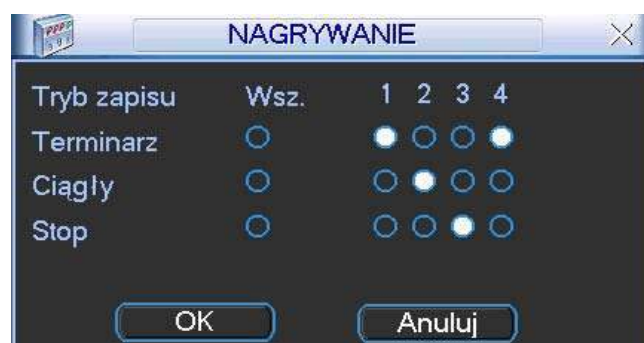 NAGRYWANIE
Tryb zapisu Wsz. 1 2 3 4
Terminarz
Ciągły
Stop
OK Anuluj